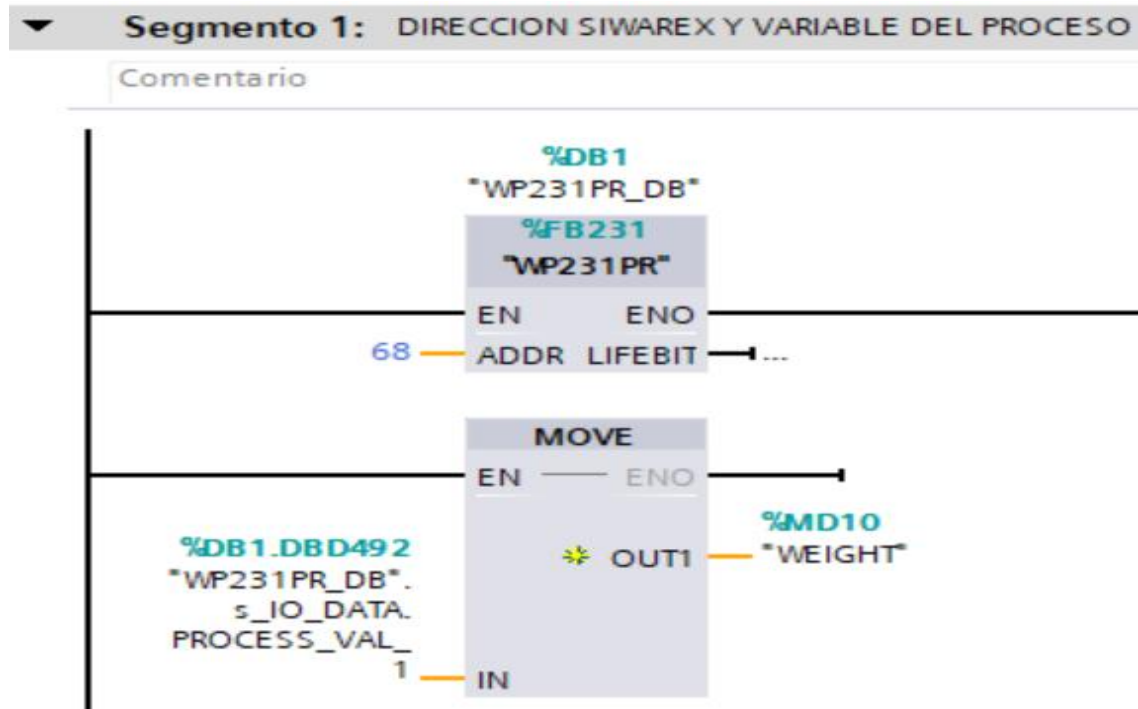 Segmento 1: DIRECCION SIWAREX Y VARIABLE DEL PROCESO
Comentario
%DB1
"WP231PR_DB"
%FB231
"WP231PR"
EN ENO
68 ADDR LIFEBIT ...
MOVE
EN ENO
%MD10
%DB1.DBD492
OUT1 "WEIGHT"
"WP231PR_DB".
s_IO_DATA.
PROCESS_VAL_
1 IN